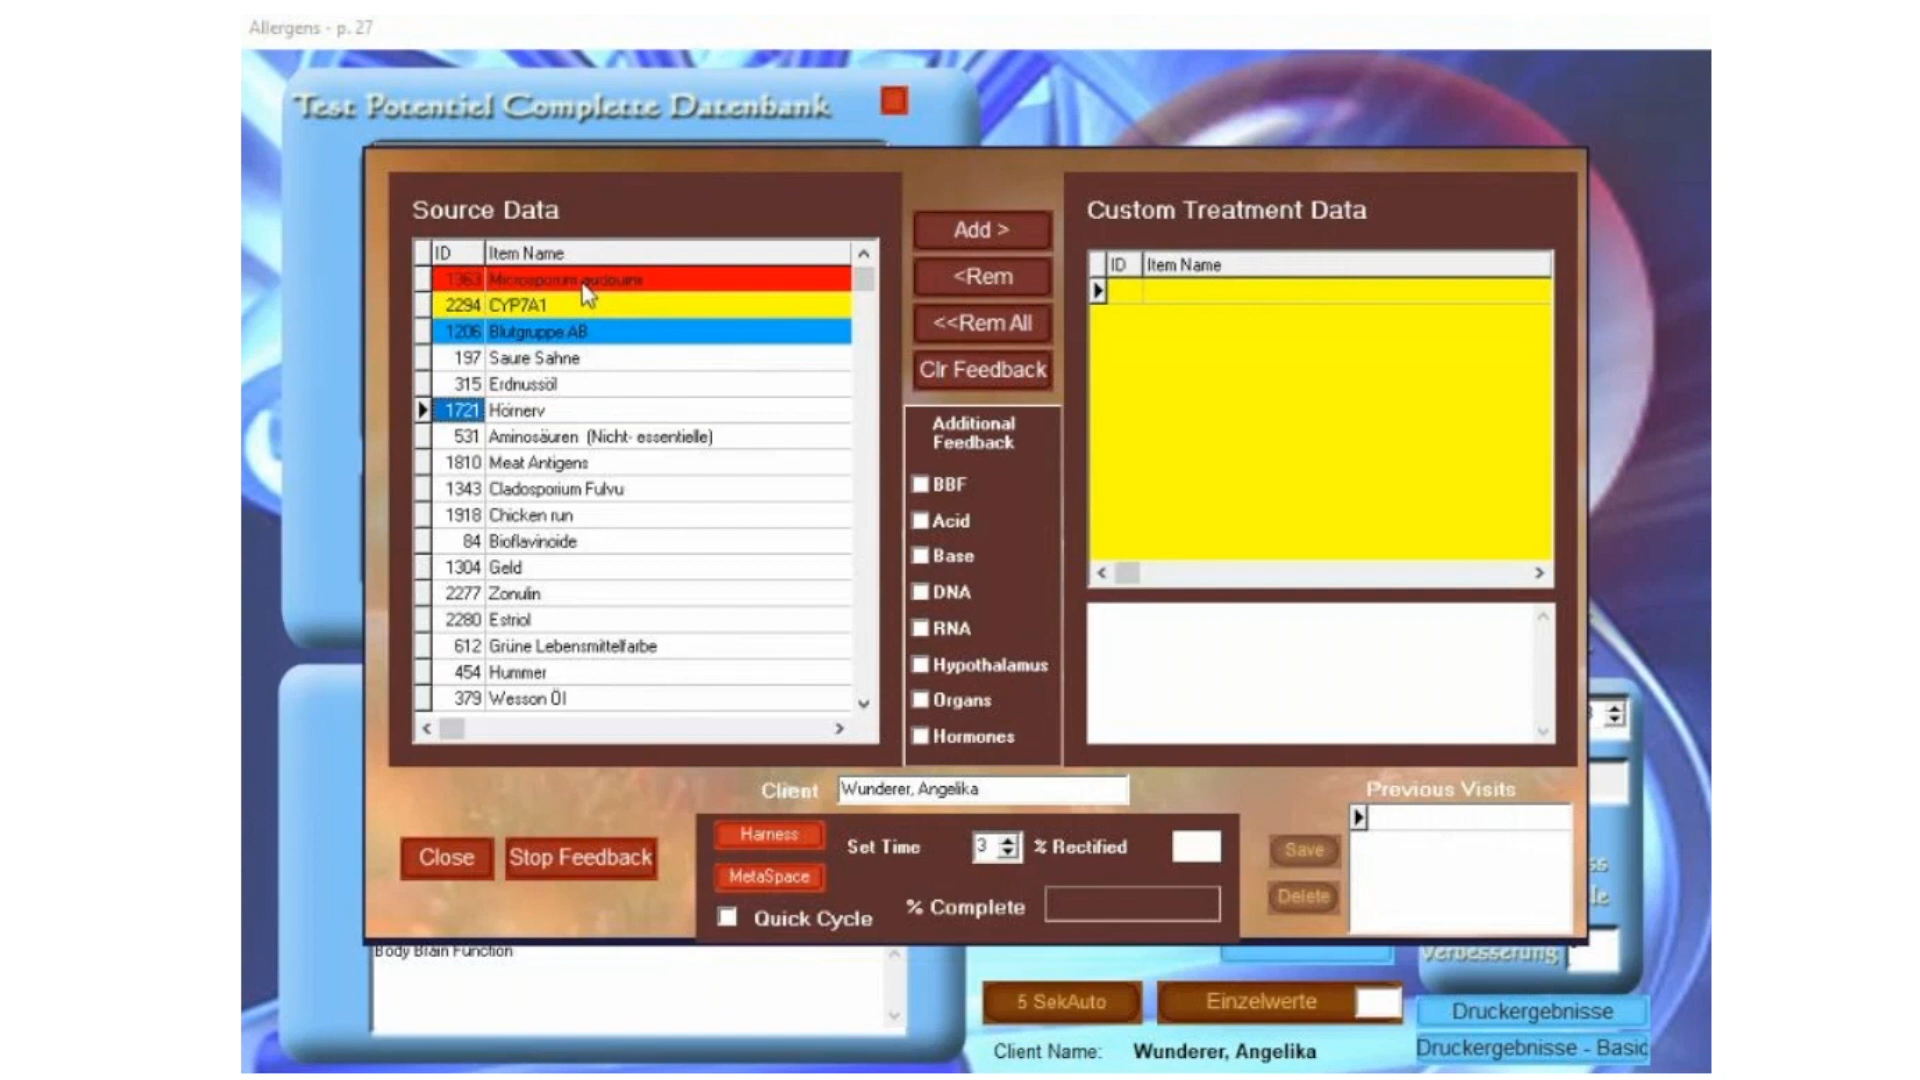 Allergens - p. 27
Test Potentiel Complette Datenbank
Source Data
ID Item Name
1363 Microsporum audouini
2294 CYP7A1
1206 Blutgruppe AB
197 Saure Sahne
315 Erdnussöl
1721 Hörnerv
531 Aminosäuren (Nicht- essentielle)
1810 Meat Antigens
1343 Cladosporium Fulvu
1918 Chicken run
84 Bioflavinoide
1304 Geld
2277 Zonulin
2280 Estriol
612 Grüne Lebensmittelfarbe
454 Hummer
379 Wesson Öl
Add >
<Rem
<<Rem All
Clr Feedback
Additional
Feedback
BBF
Acid
Base
DNA
RNA
Hypothalamus
Organs
Hormones
Custom Treatment Data
ID Item Name
Client Wunderer, Angelika
Previous Visits
Close
Stop Feedback
Harness
MetaSpace
Quick Cycle
Set Time 3 % Rectified
% Complete
Save
Delete
Body Brain Function
Verbesserung
5 SekAuto
Einzelwerte
Druckergebnisse
Client Name: Wunderer, Angelika
Druckergebnisse - Basic